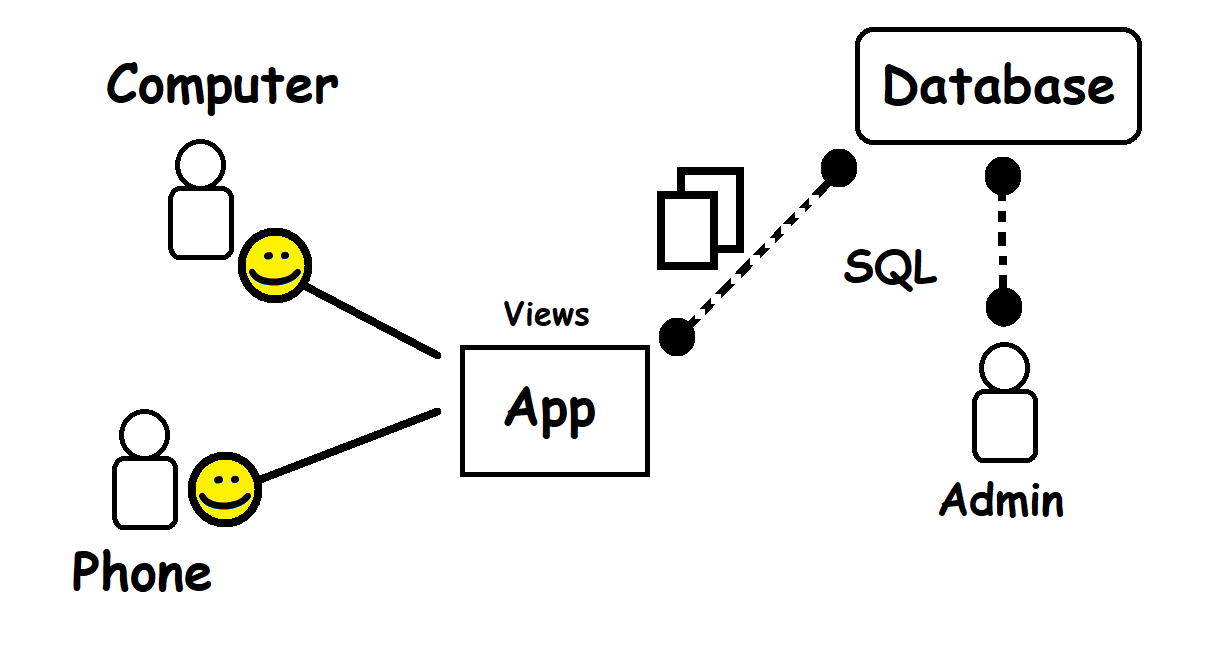 Computer
Database
SQL
Views
App
Admin
Phone